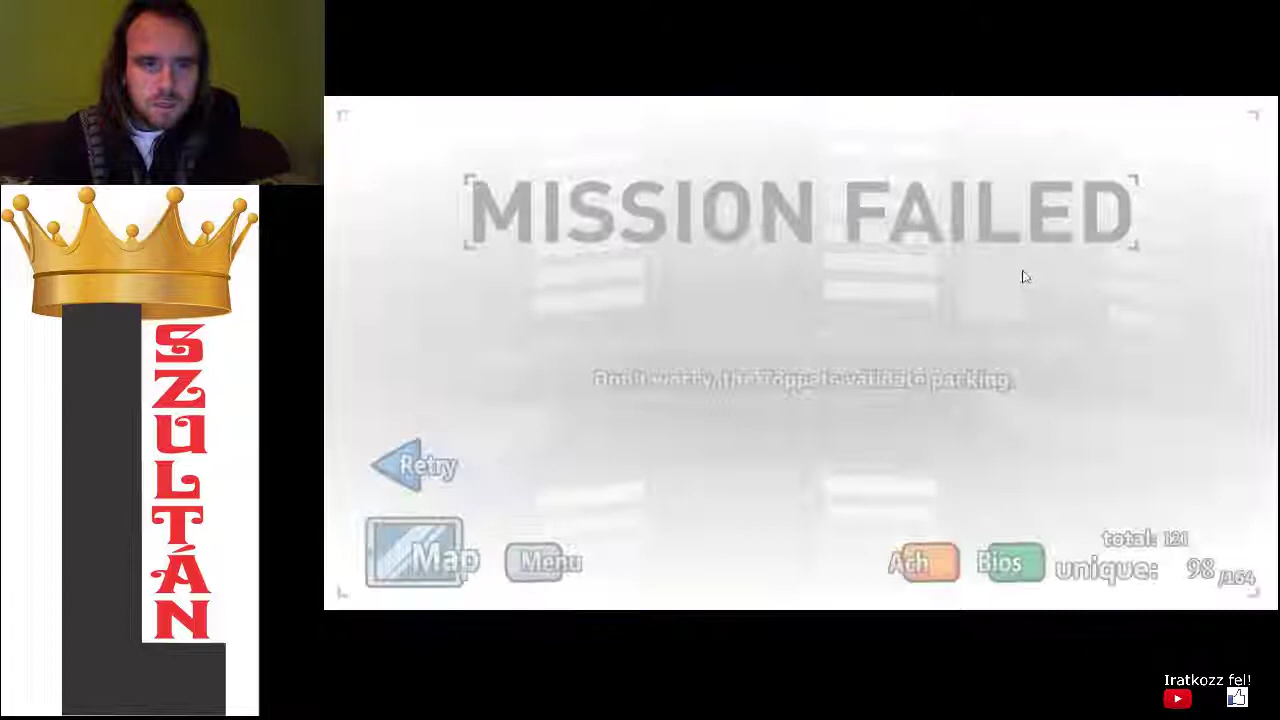 L
SZULTÁN
MISSION FAILED
Don't worry, the Toppats validate parking.
Retry
Map
Menu
Ach
Bios
total: 121
unique: 98 /164
Iratkozz fel!